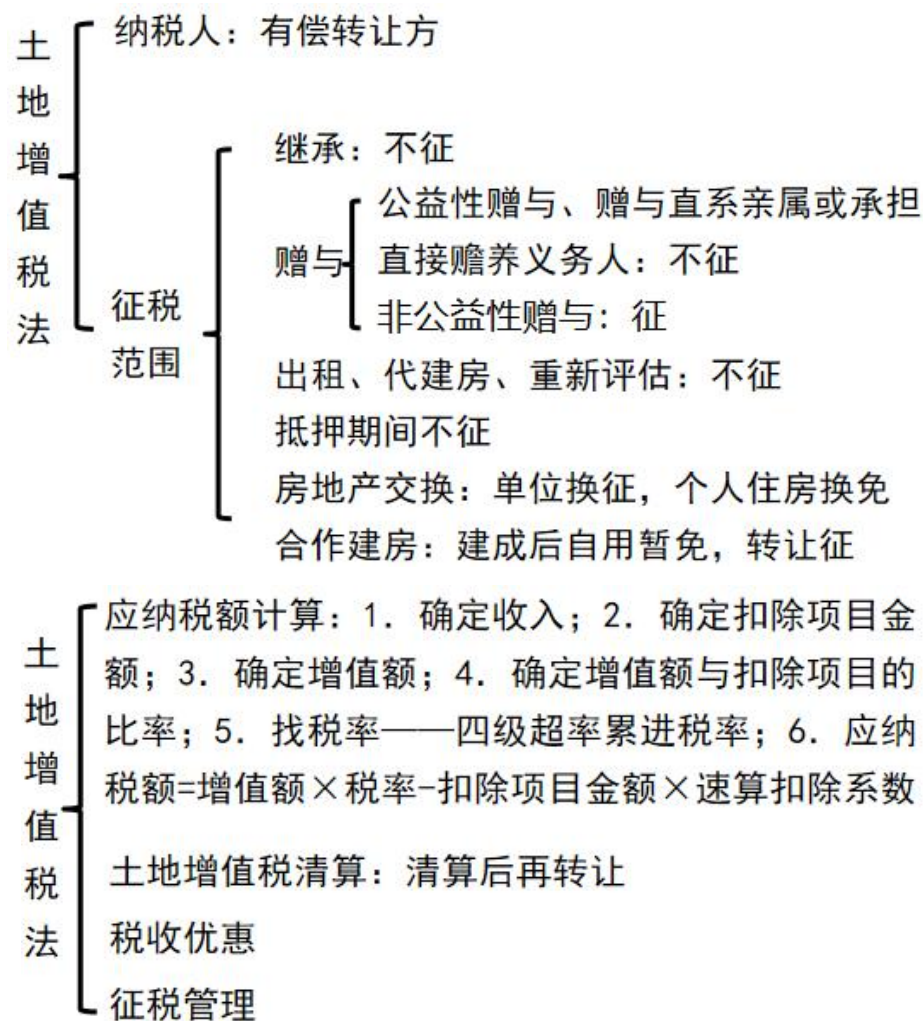 土地增值税法
纳税人：有偿转让方
征税
范围
继承：不征
赠与
公益性赠与、赠与直系亲属或承担
直接赡养义务人：不征
非公益性赠与：征
出租、代建房、重新评估：不征
抵押期间不征
房地产交换：单位换征，个人住房换免
合作建房：建成后自用暂免，转让征
土地增值税法
应纳税额计算：1．确定收入；2．确定扣除项目金
额；3．确定增值额；4．确定增值额与扣除项目的
比率；5．找税率——四级超率累进税率；6．应纳
税额=增值额×税率-扣除项目金额×速算扣除系数
土地增值税清算：清算后再转让
税收优惠
征税管理